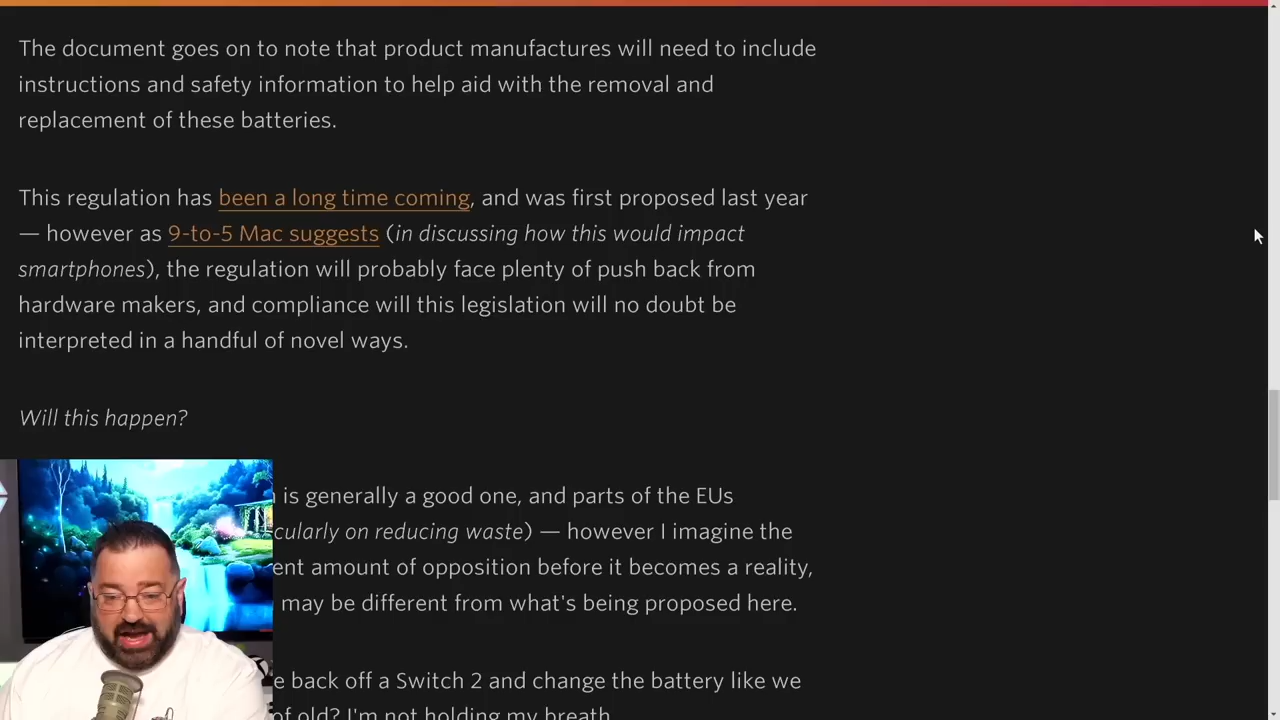 The document goes on to note that product manufactures will need to include
instructions and safety information to help aid with the removal and
replacement of these batteries.
This regulation has been a long time coming, and was first proposed last year
— however as 9-to-5 Mac suggests (in discussing how this would impact
smartphones), the regulation will probably face plenty of push back from
hardware makers, and compliance will this legislation will no doubt be
interpreted in a handful of novel ways.
Will this happen?
is generally a good one, and parts of the EUs
cularly on reducing waste) — however I imagine the
ent amount of opposition before it becomes a reality,
may be different from what's being proposed here.
e back off a Switch 2 and change the battery like we
of old? I'm not holding my breath